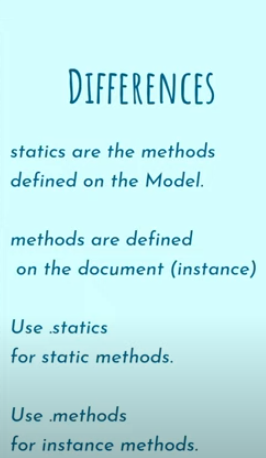 DIFFERENCES
statics are the methods
defined on the Model.
methods are defined
on the document (instance)
Use .statics
for static methods.
Use .methods
for instance methods.